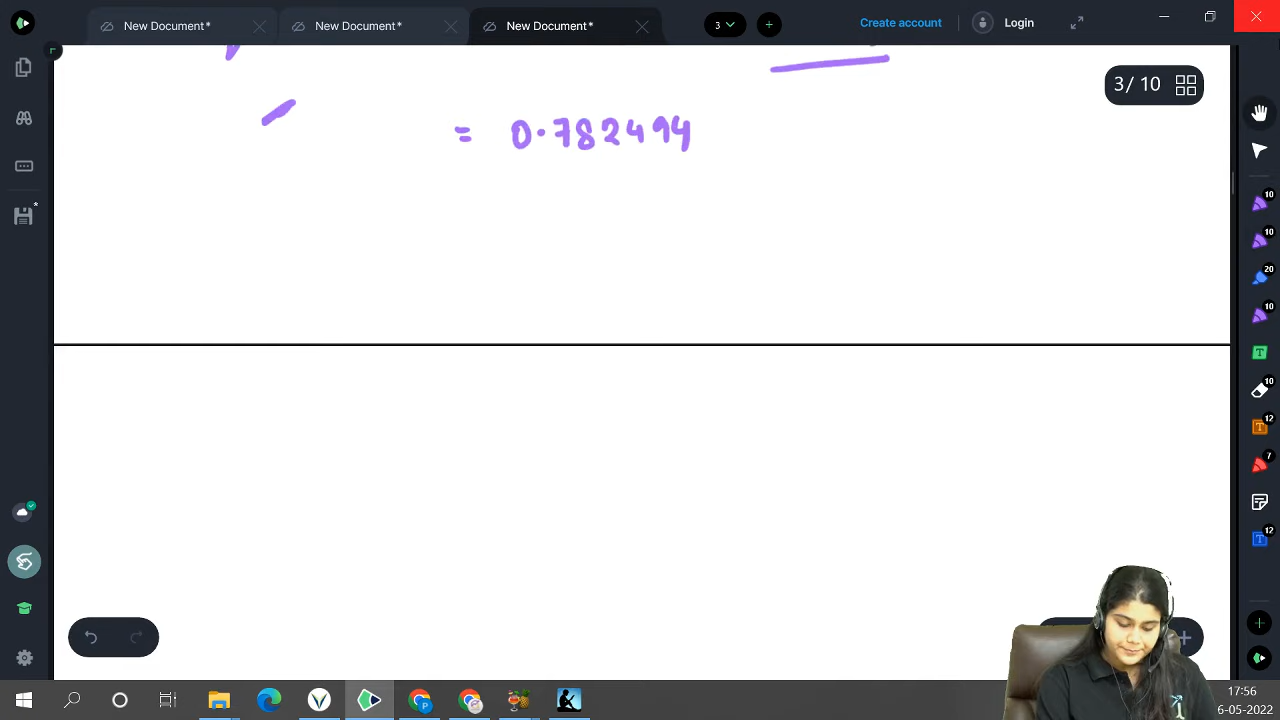 New Document*
New Document*
New Document*
3
Create account
Login
3/ 10
= 0.782494
10
10
20
10
10
12
7
12
17:56
6-05-2022